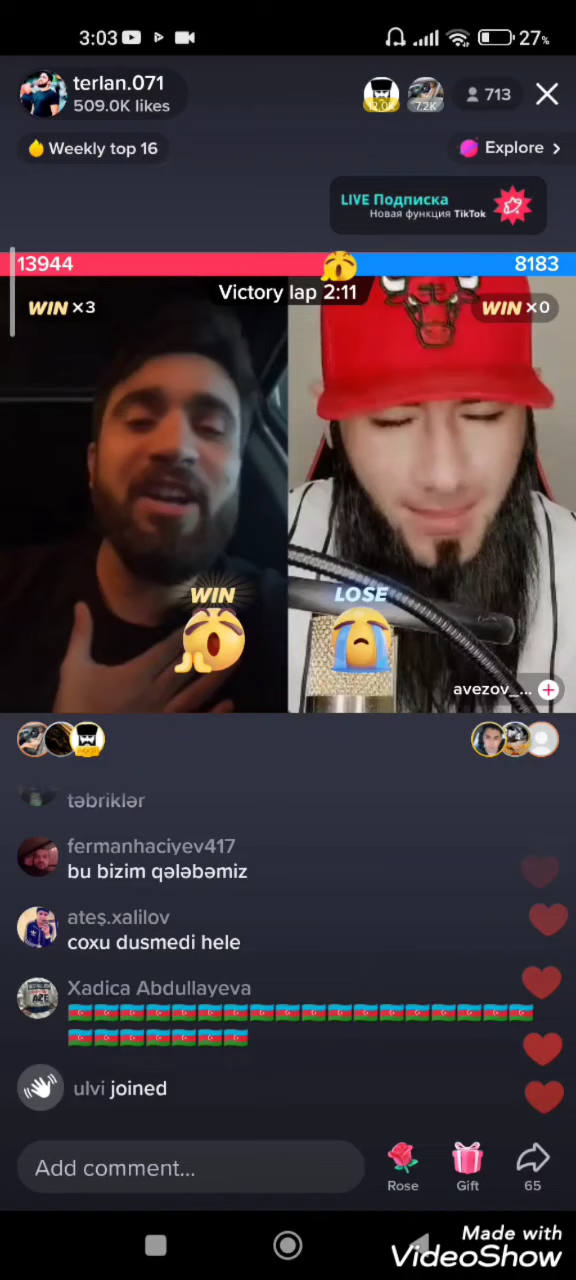 3:03
27%
terlan.071
509.0K likes
7.2K
713
Weekly top 16
Explore >
LIVE Подписка
Новая функция TikTok
13944
8183
Victory lap 2:11
WIN ×3
WIN ×0
WIN
LOSE
avezov_...
təbriklər
fermanhaciyev417
bu bizim qələbəmiz
ateş.xalilov
coxu dusmedi hele
Xadica Abdullayeva
ulvi joined
Add comment...
Rose
Gift
65
Made with
VideoShow